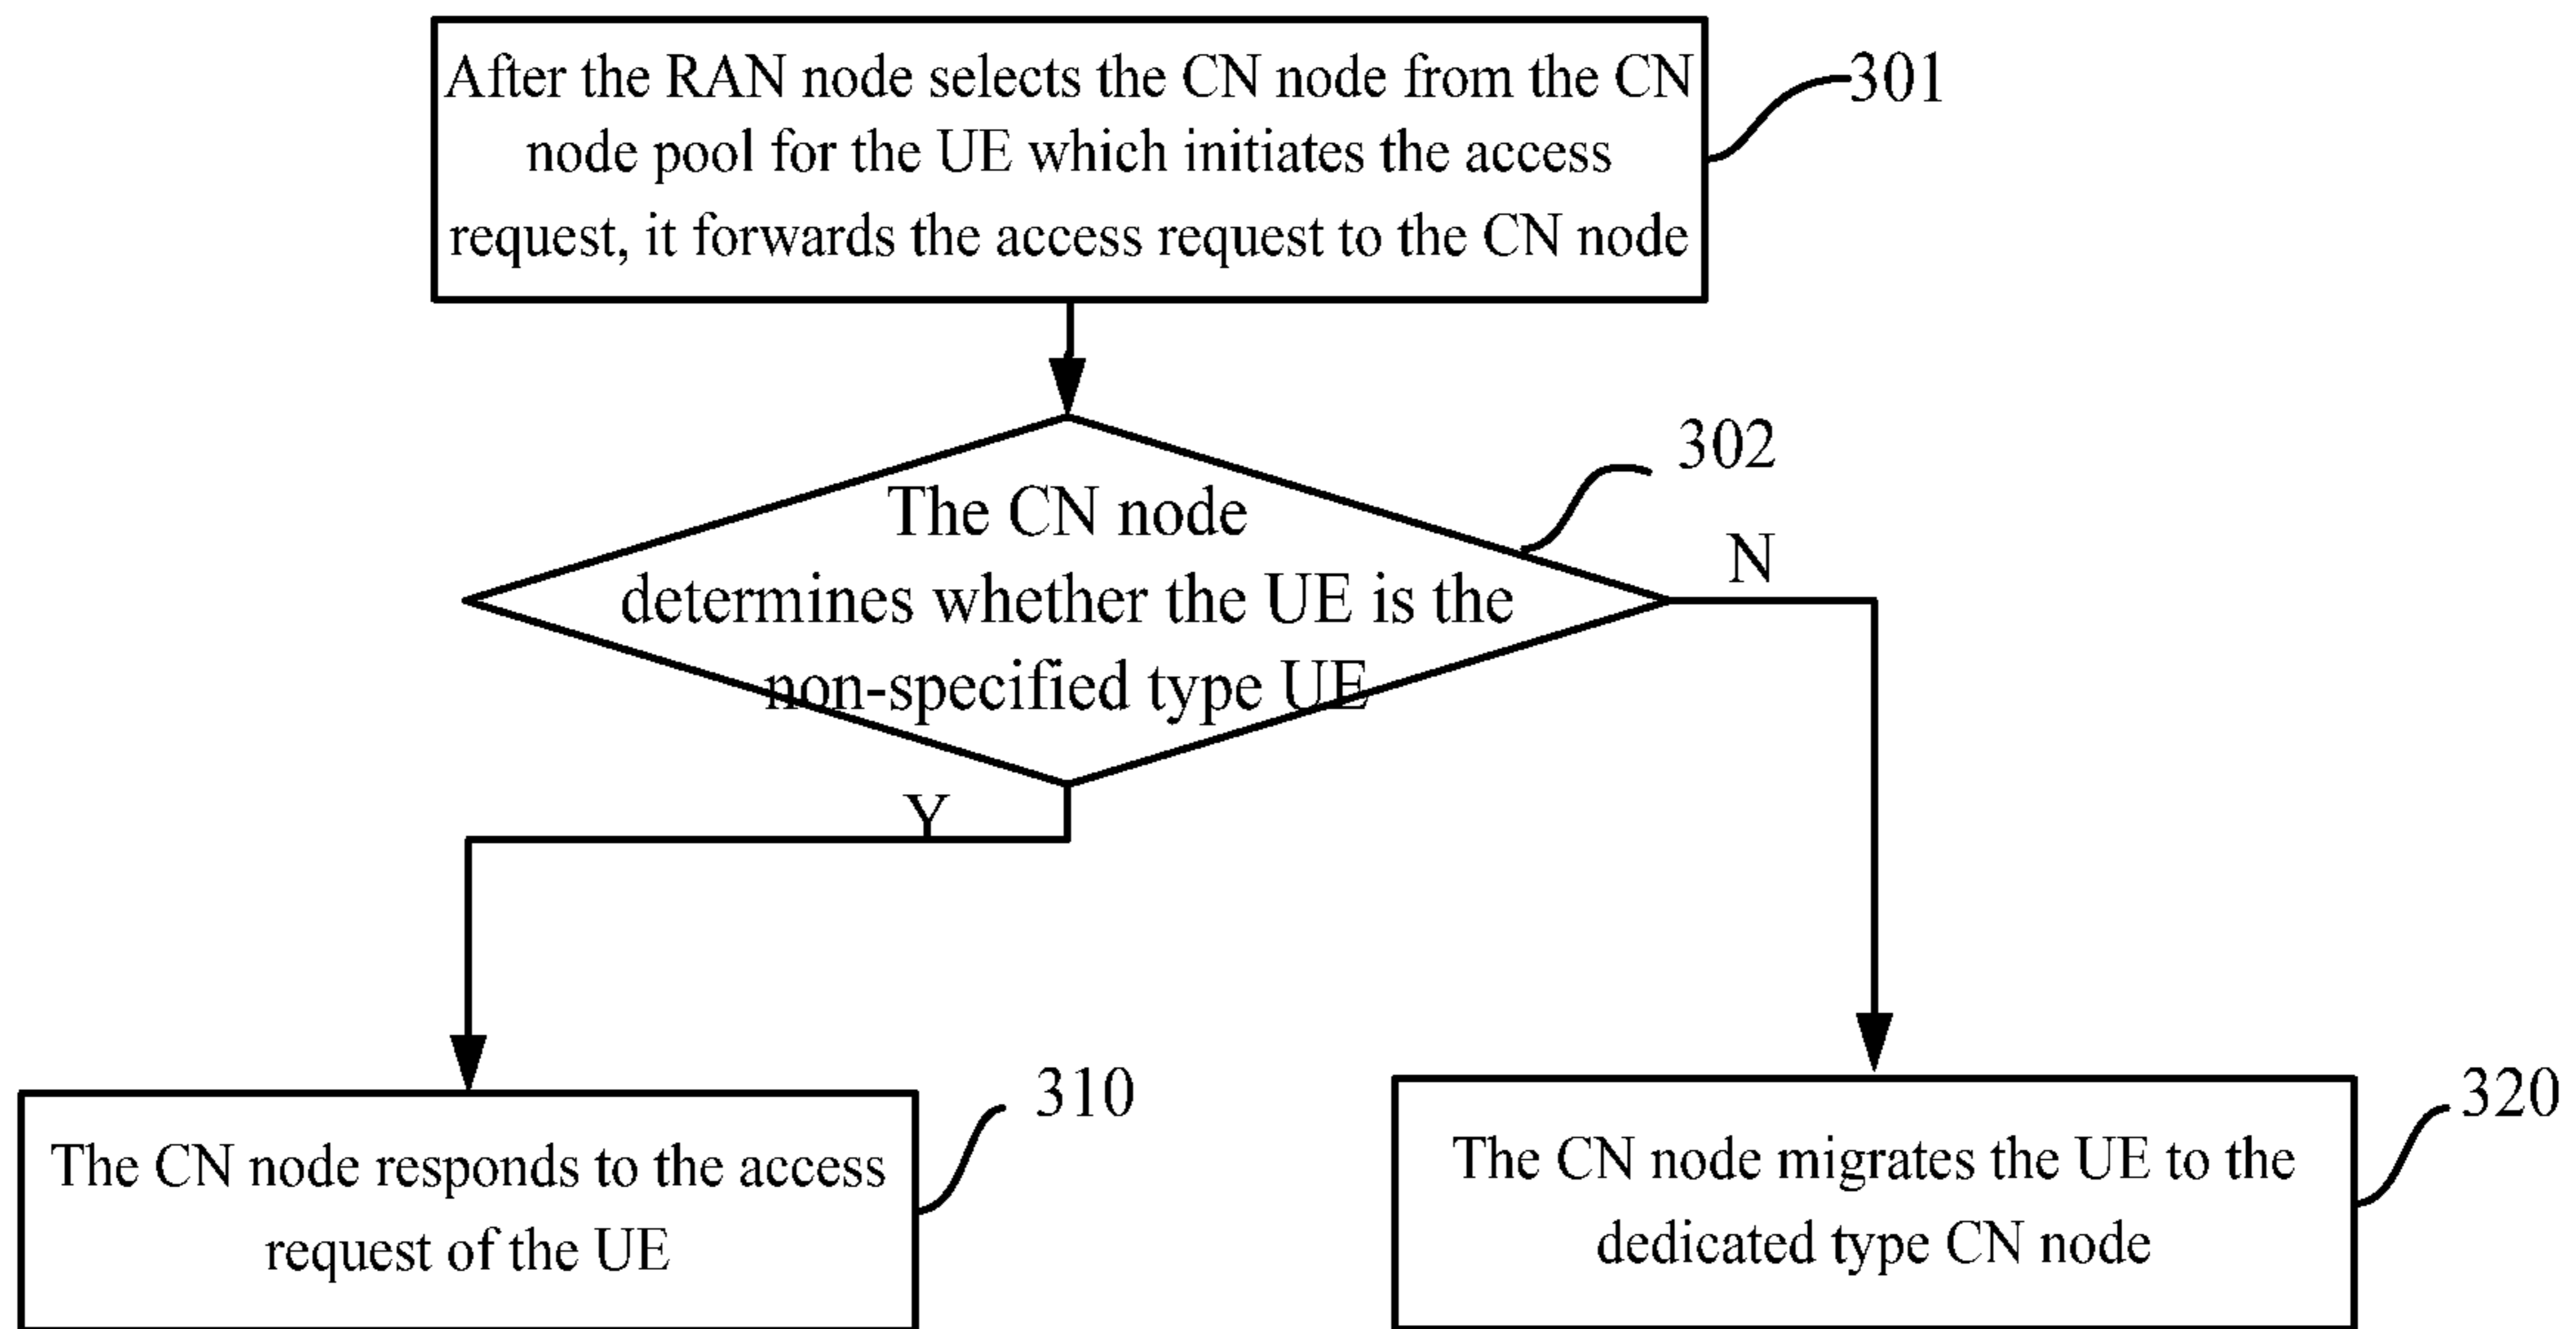 After the RAN node selects the CN node from the CN
node pool for the UE which initiates the access
request, it forwards the access request to the CN node
301
302
The CN node
determines whether the UE is the
non-specified type UE
N
Y
310
The CN node responds to the access
request of the UE
320
The CN node migrates the UE to the
dedicated type CN node